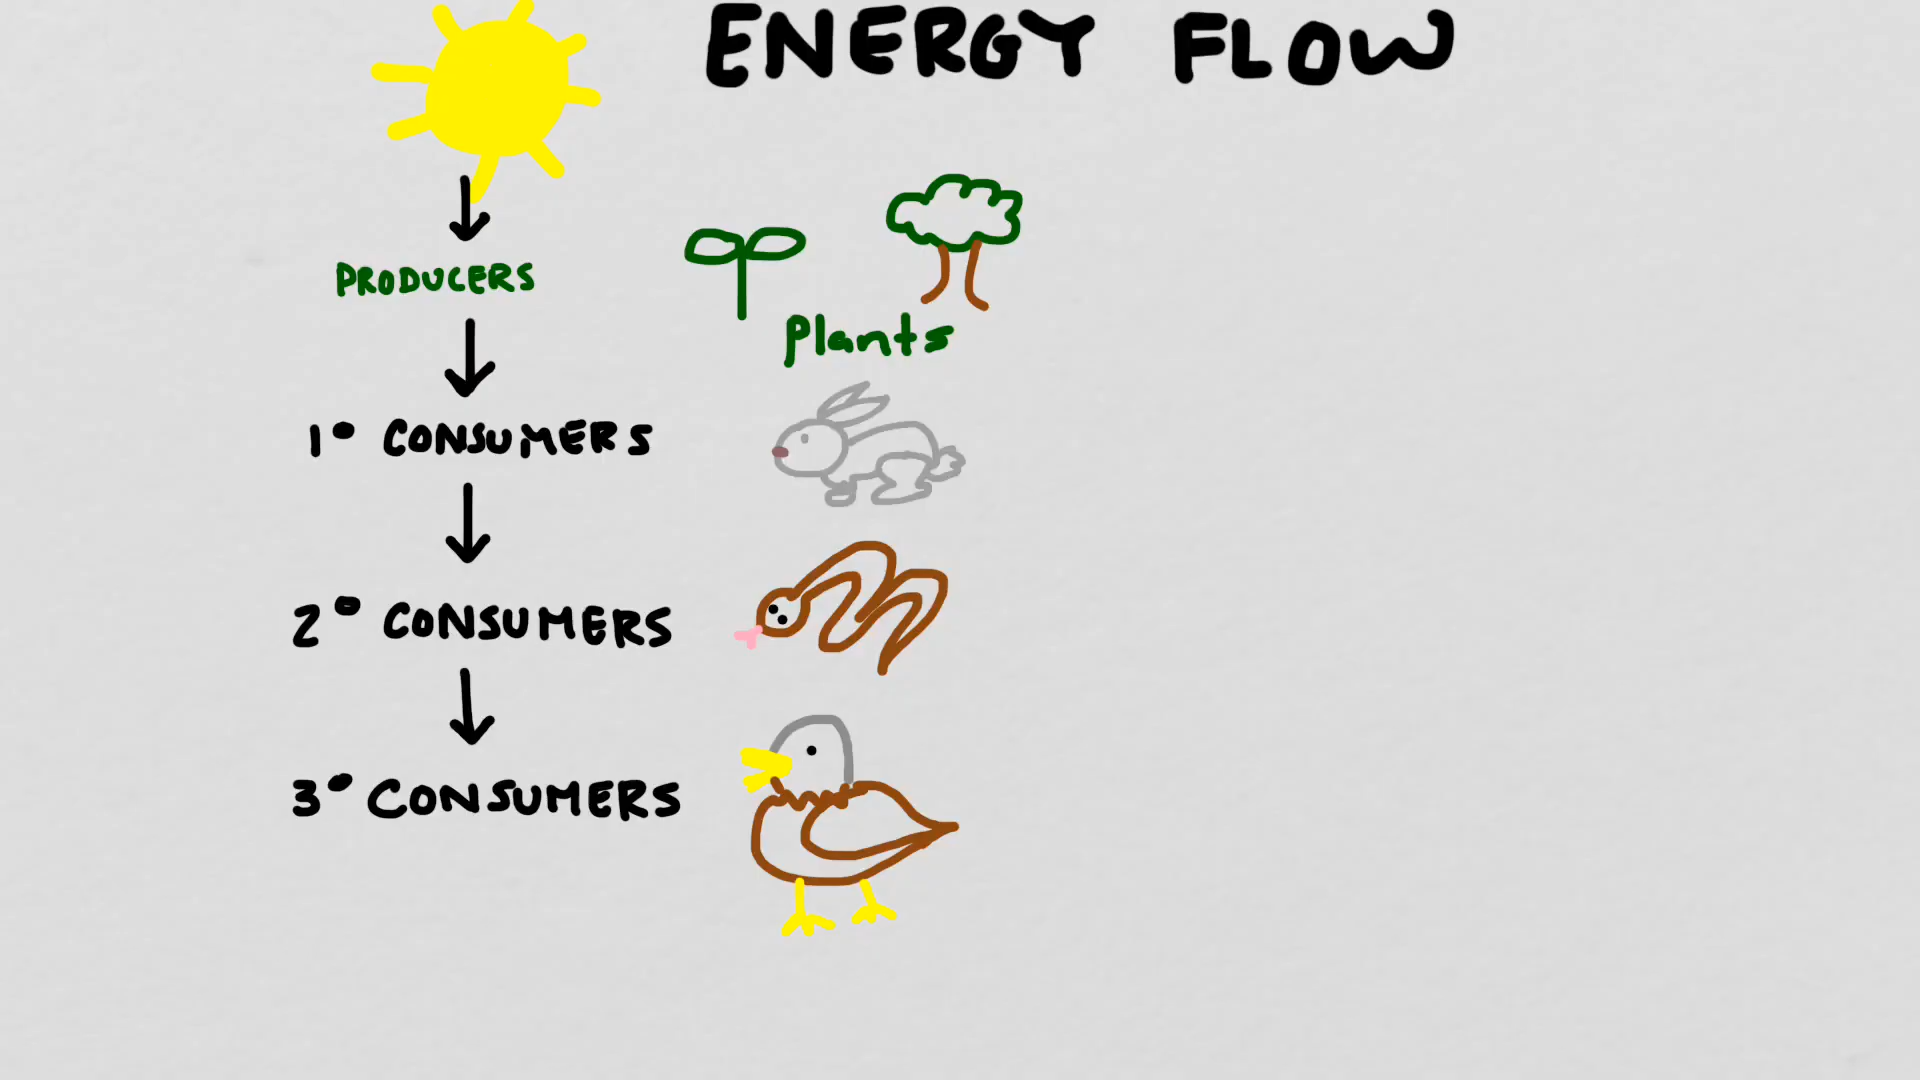 ENERGY FLOW
PRODUCERS
Plants
1° CONSUMERS
2° CONSUMERS
3° CONSUMERS